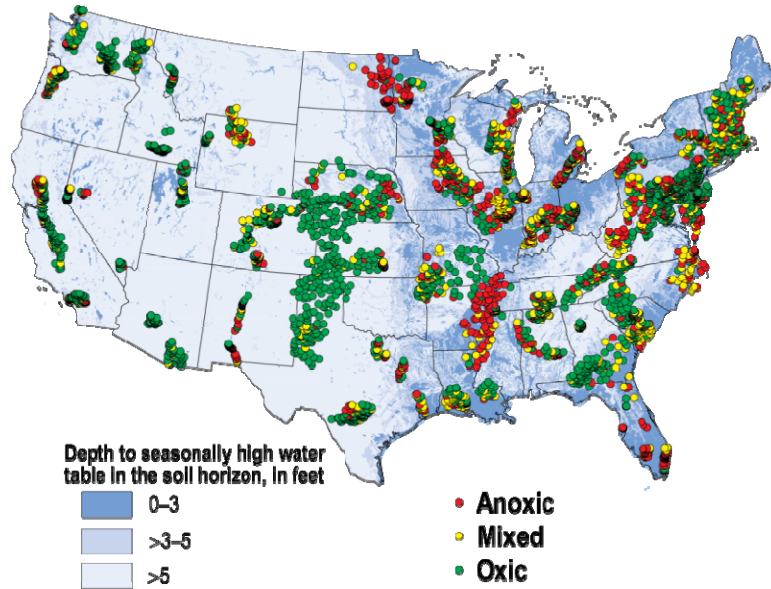 Depth to seasonally high water
table in the soil horizon, in feet
0–3
>3–5
>5
Anoxic
Mixed
Oxic